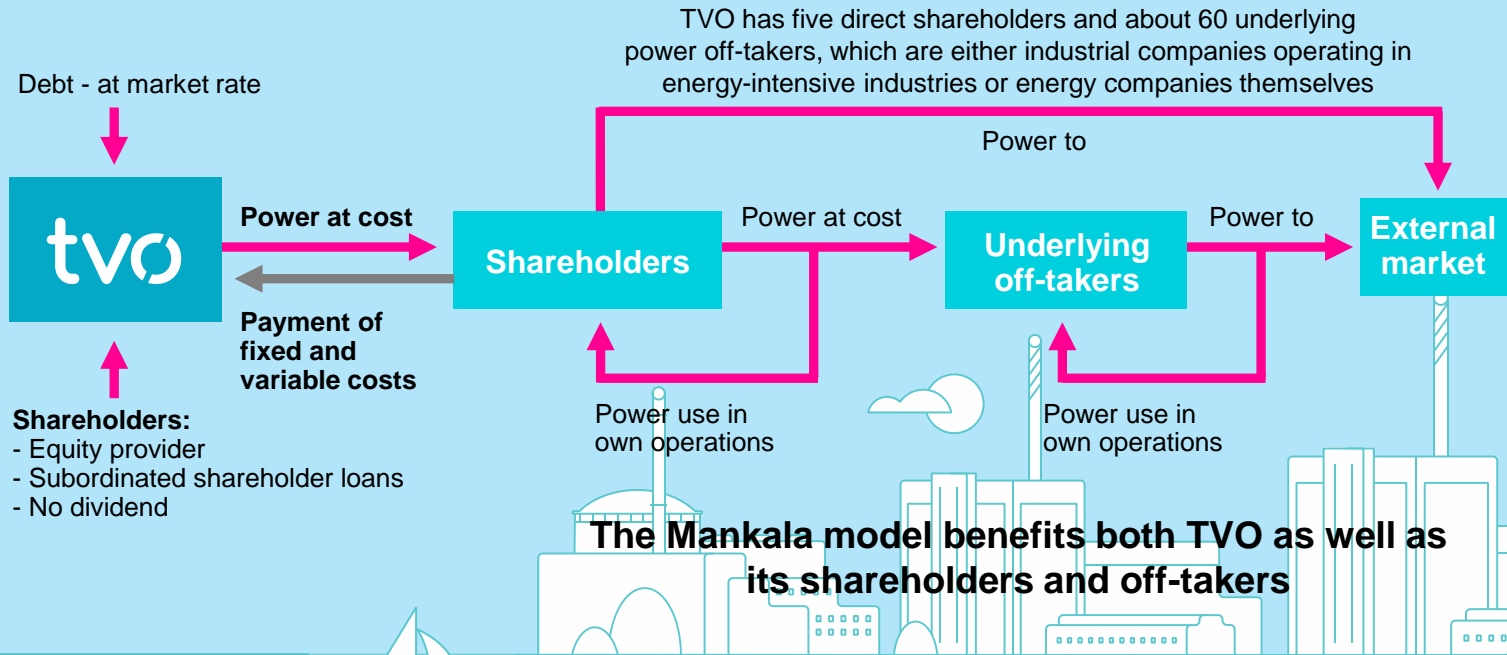 TVO has five direct shareholders and about 60 underlying
power off-takers, which are either industrial companies operating in
energy-intensive industries or energy companies themselves
Debt - at market rate
Power to
tvo
Power at cost
Shareholders
Power at cost
Underlying
off-takers
Power to
External
market
Payment of
fixed and
variable costs
Shareholders:
- Equity provider
- Subordinated shareholder loans
- No dividend
Power use in
own operations
Power use in
own operations
The Mankala model benefits both TVO as well as
its shareholders and off-takers